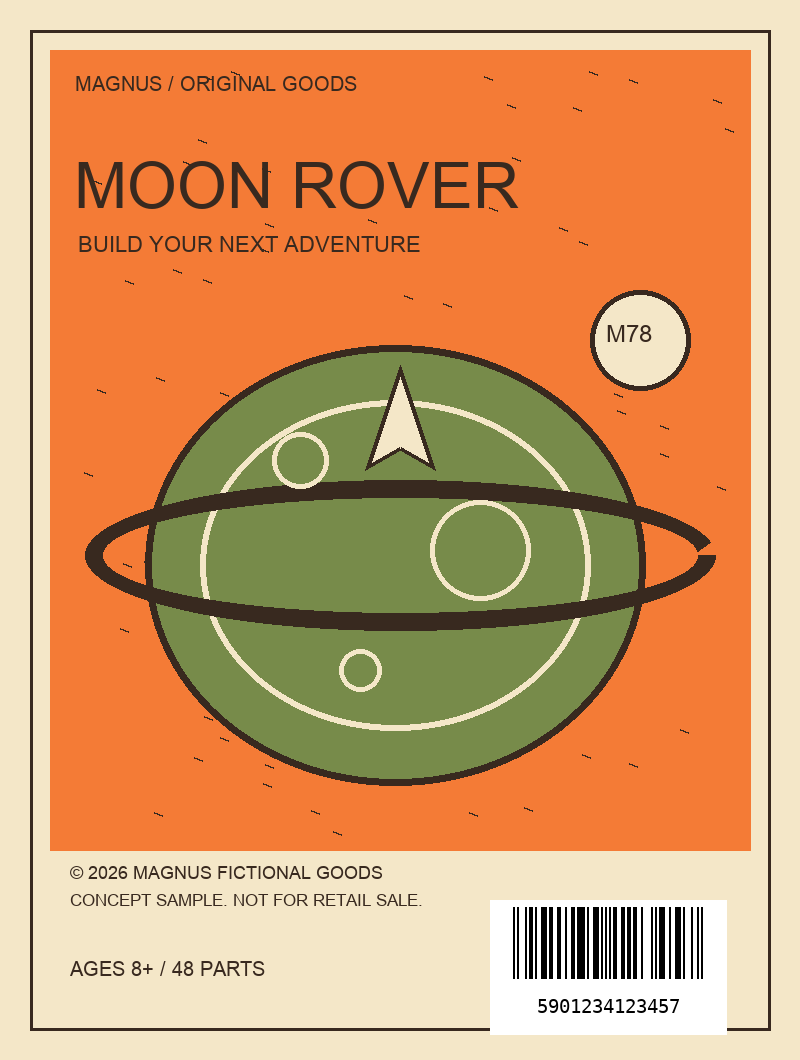 MAGNUS / ORIGINAL GOODS
MOON ROVER
BUILD YOUR NEXT ADVENTURE
M78
© 2026 MAGNUS FICTIONAL GOODS
CONCEPT SAMPLE. NOT FOR RETAIL SALE.
AGES 8+ / 48 PARTS
5901234123457